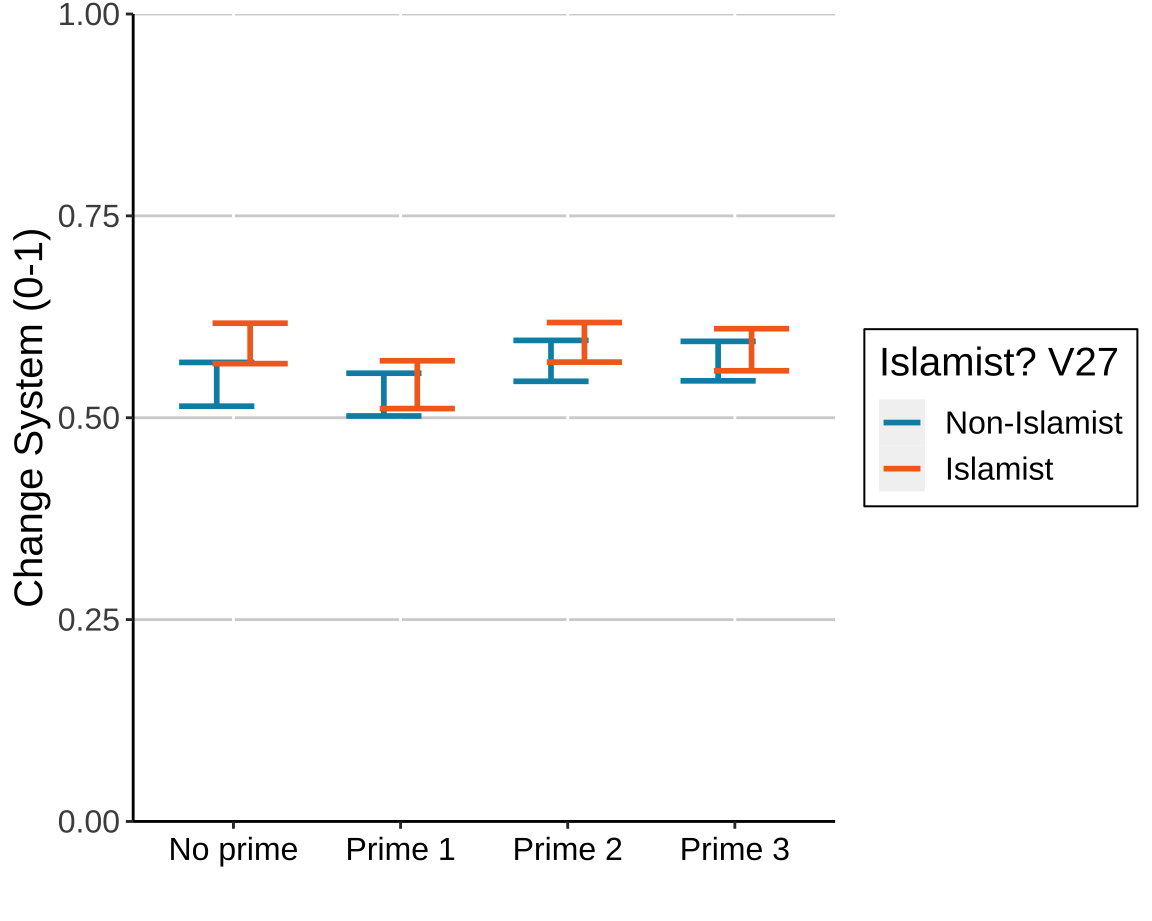 Change System (0-1)
1.00
0.75
0.50
0.25
0.00
No prime
Prime 1
Prime 2
Prime 3
Islamist? V27
Non-Islamist
Islamist